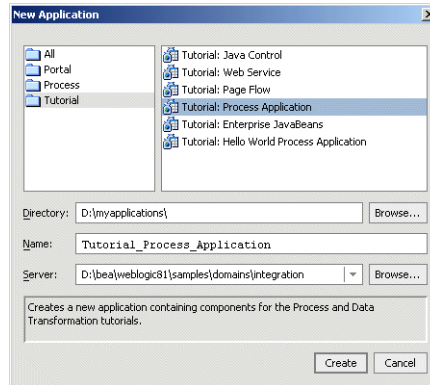 New Application
All
Portal
Process
Tutorial
Tutorial: Java Control
Tutorial: Web Service
Tutorial: Page Flow
Tutorial: Process Application
Tutorial: Enterprise JavaBeans
Tutorial: Hello World Process Application
Directory: D:\myapplications\ Browse...
Name: Tutorial_Process_Application
Server: D:\bea\weblogic81\samples\domains\integration Browse...
Creates a new application containing components for the Process and Data
Transformation tutorials.
Create Cancel